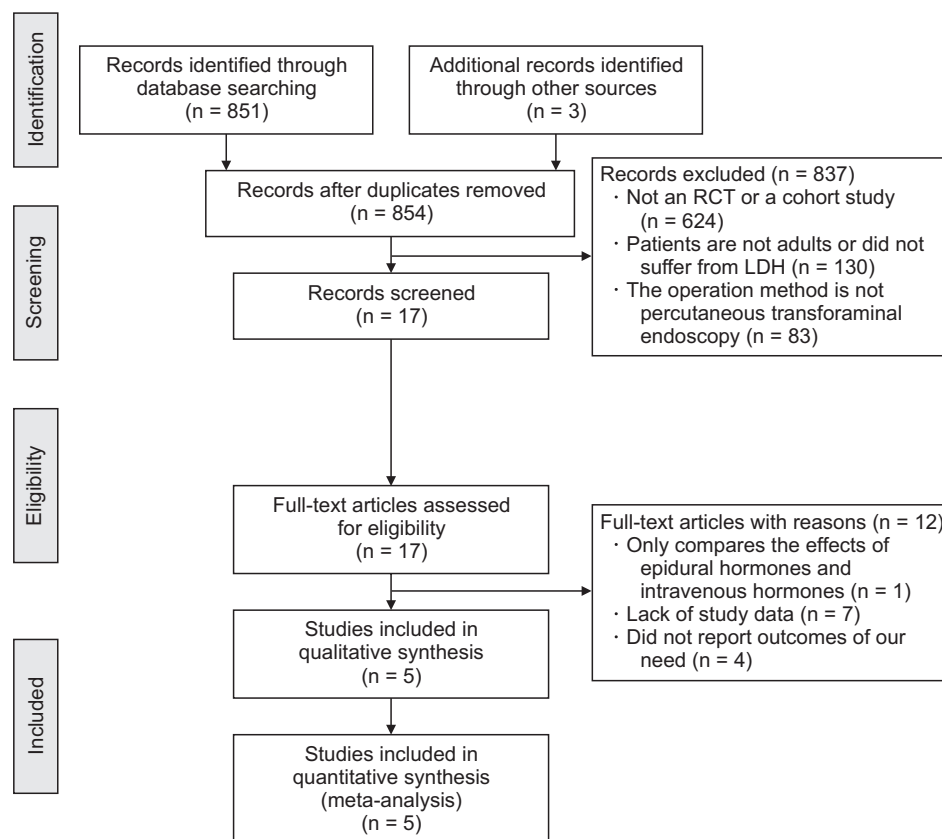 Identification
Records identified through
database searching
(n = 851)
Additional records identified
through other sources
(n = 3)
Records after duplicates removed
(n = 854)
Records excluded (n = 837)
· Not an RCT or a cohort study
(n = 624)
· Patients are not adults or did not
suffer from LDH (n = 130)
· The operation method is not
percutaneous transforaminal
endoscopy (n = 83)
Screening
Records screened
n = 17)
Eligibility
Full-text articles assessed
for eligibility
(n = 17)
Full-text articles with reasons (n = 12)
· Only compares the effects of
epidural hormones and
intravenous hormones (n = 1)
· Lack of study data (n = 7)
· Did not report outcomes of our
need (n = 4)
Included
Studies included in
qualitative synthesis
(n = 5)
Studies included in
quantitative synthesis
(meta-analysis)
(n = 5)